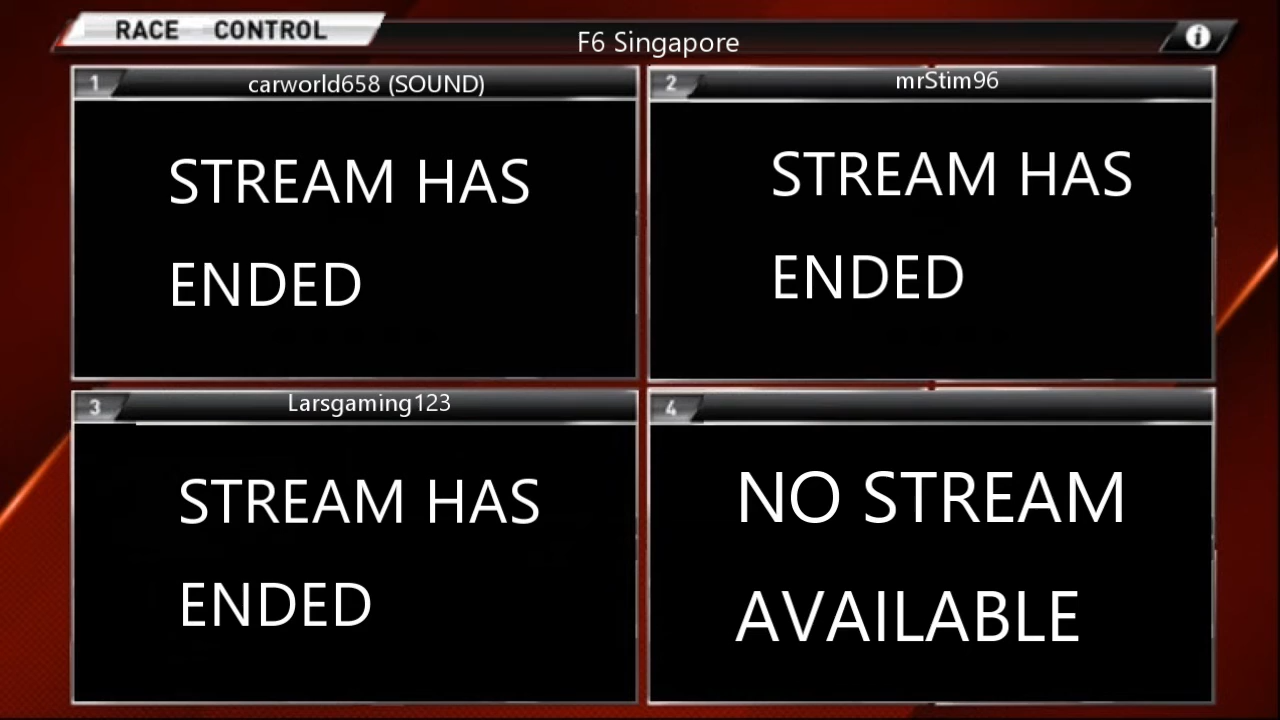 RACE CONTROL
F6 Singapore
i
1
carworld658 (SOUND)
STREAM HAS
ENDED
2
mrStim96
STREAM HAS
ENDED
3
Larsgaming123
STREAM HAS
ENDED
4
NO STREAM
AVAILABLE